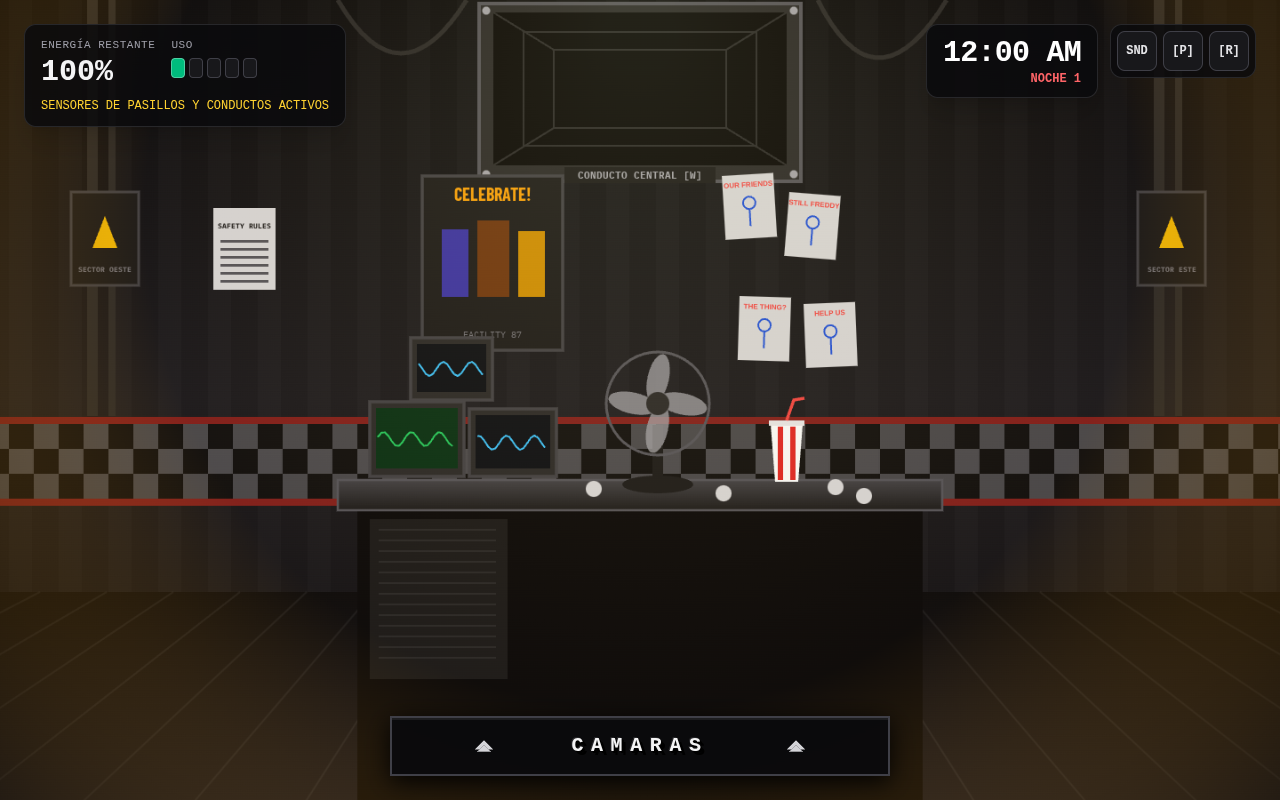 ENERGÍA RESTANTE
USO
100%
SENSORES DE PASILLOS Y CONDUCTOS ACTIVOS
12:00 AM
NOCHE 1
SND
[P]
[R]
CONDUCTO CENTRAL [W]
CELEBRATE!
FACILITY 87
OUR FRIENDS
STILL FREDDY
THE THING?
HELP US
SAFETY RULES
SECTOR OESTE
SECTOR ESTE
CAMARAS